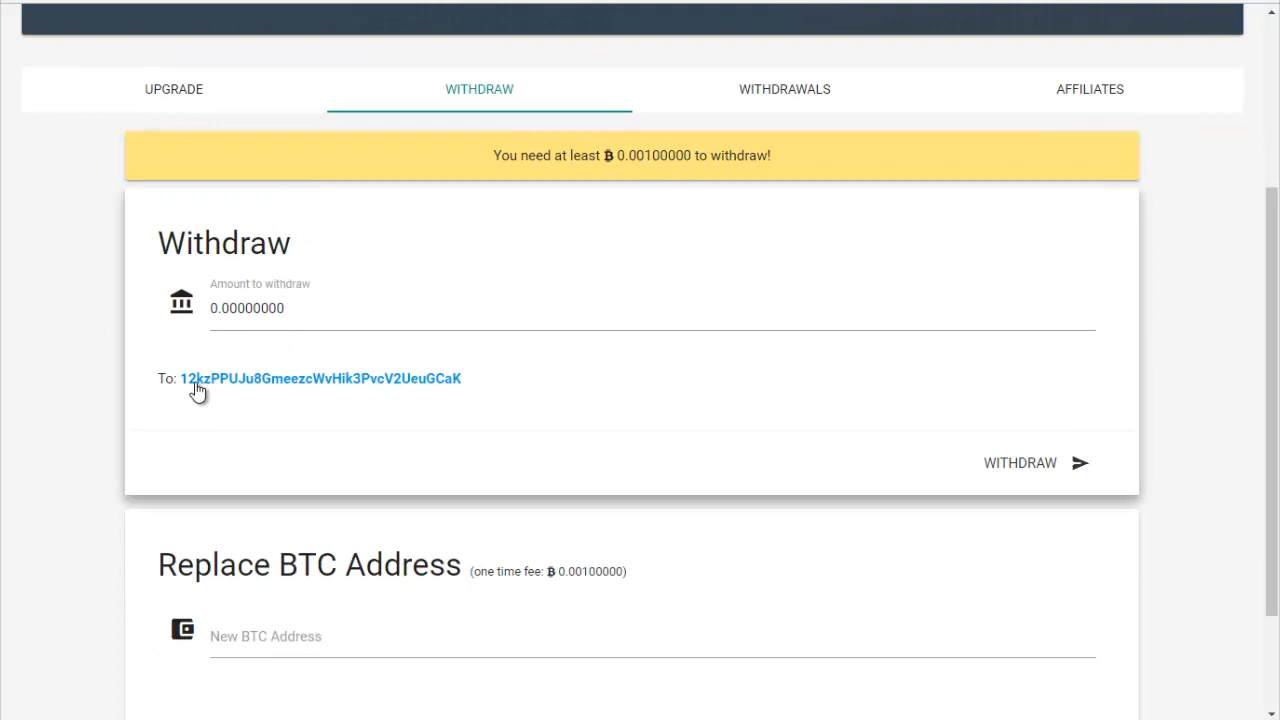 UPGRADE WITHDRAW WITHDRAWALS AFFILIATES
You need at least ₿ 0.00100000 to withdraw!
Withdraw
Amount to withdraw
0.00000000
To: 12kzPPUJu8GmeezcWvHik3PvcV2UeuGCaK
WITHDRAW
Replace BTC Address (one time fee: ₿ 0.00100000)
New BTC Address